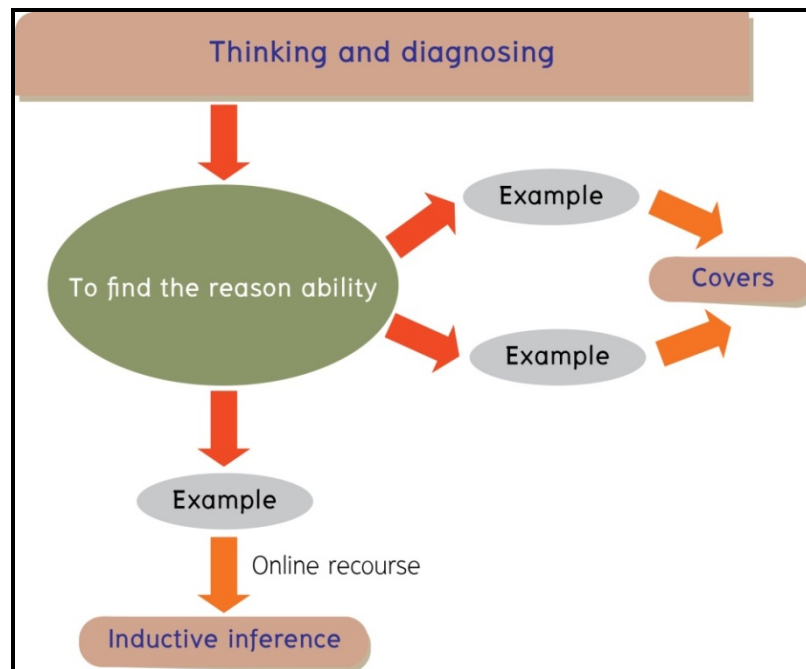 Thinking and diagnosing
Example
To find the reason ability
Covers
Example
Example
Online recourse
Inductive inference